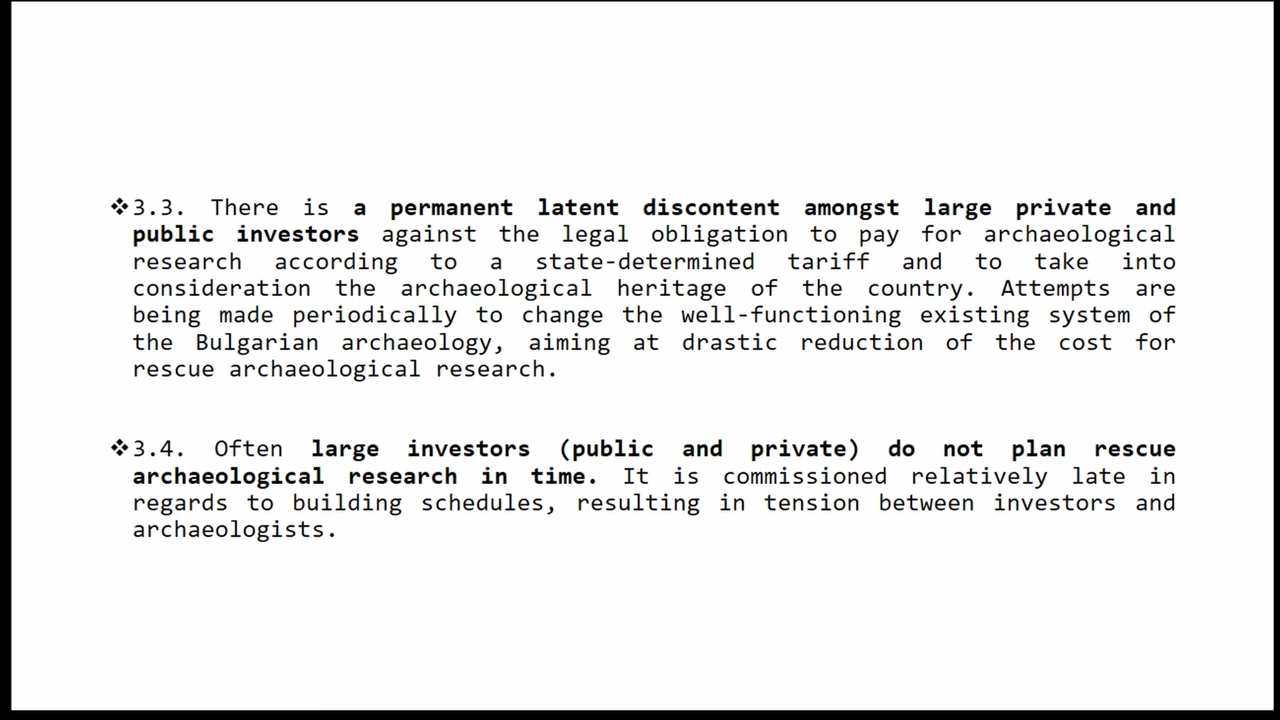 ❖3.3. There is a permanent latent discontent amongst large private and
public investors against the legal obligation to pay for archaeological
research according to a state-determined tariff and to take into
consideration the archaeological heritage of the country. Attempts are
being made periodically to change the well-functioning existing system of
the Bulgarian archaeology, aiming at drastic reduction of the cost for
rescue archaeological research.
❖3.4. Often large investors (public and private) do not plan rescue
archaeological research in time. It is commissioned relatively late in
regards to building schedules, resulting in tension between investors and
archaeologists.